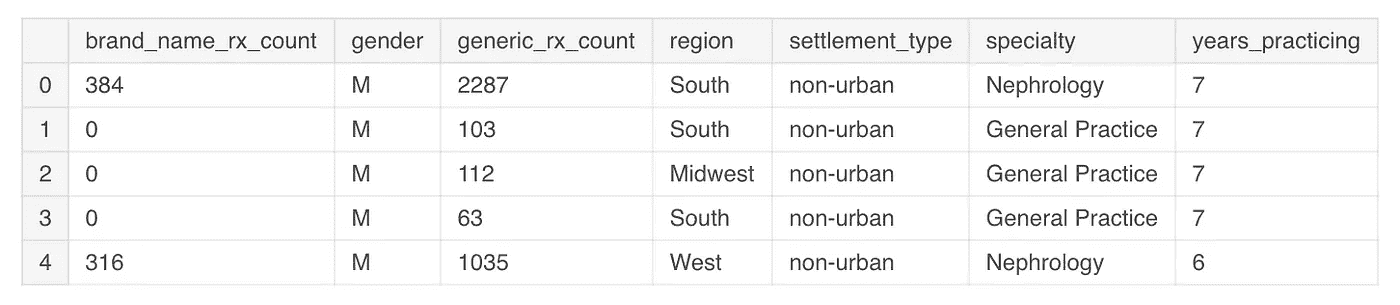 brand_name_rx_count gender generic_rx_count region settlement_type specialty years_practicing
0 384 M 2287 South non-urban Nephrology 7
1 0 M 103 South non-urban General Practice 7
2 0 M 112 Midwest non-urban General Practice 7
3 0 M 63 South non-urban General Practice 7
4 316 M 1035 West non-urban Nephrology 6